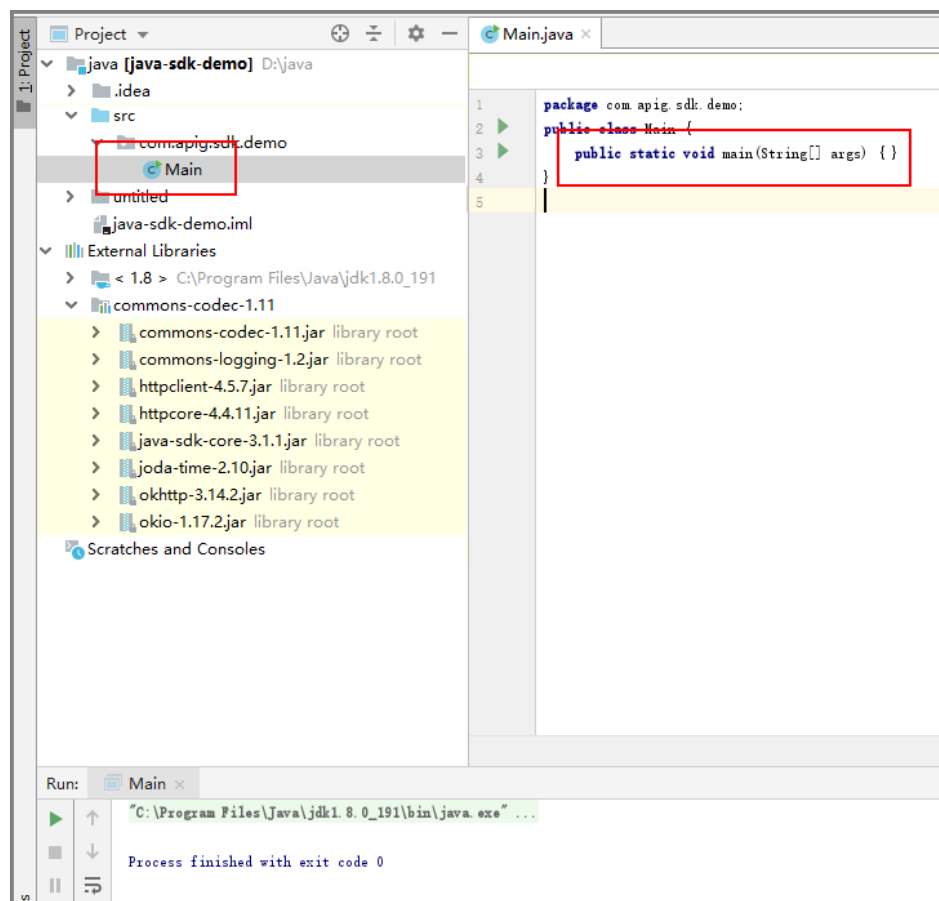 1: Project
Project
java [java-sdk-demo] D:\java
.idea
src
com.apig.sdk.demo
Main
untitled
java-sdk-demo.iml
External Libraries
< 1.8 > C:\Program Files\Java\jdk1.8.0_191
commons-codec-1.11
commons-codec-1.11.jar library root
commons-logging-1.2.jar library root
httpclient-4.5.7.jar library root
httpcore-4.4.11.jar library root
java-sdk-core-3.1.1.jar library root
joda-time-2.10.jar library root
okhttp-3.14.2.jar library root
okio-1.17.2.jar library root
Scratches and Consoles
Main.java
1 package com.apig.sdk.demo;
2 public class Main {
3 public static void main(String[] args) { }
4 }
5
Run: Main
"C:\Program Files\Java\jdk1.8.0_191\bin\java.exe" ...
Process finished with exit code 0